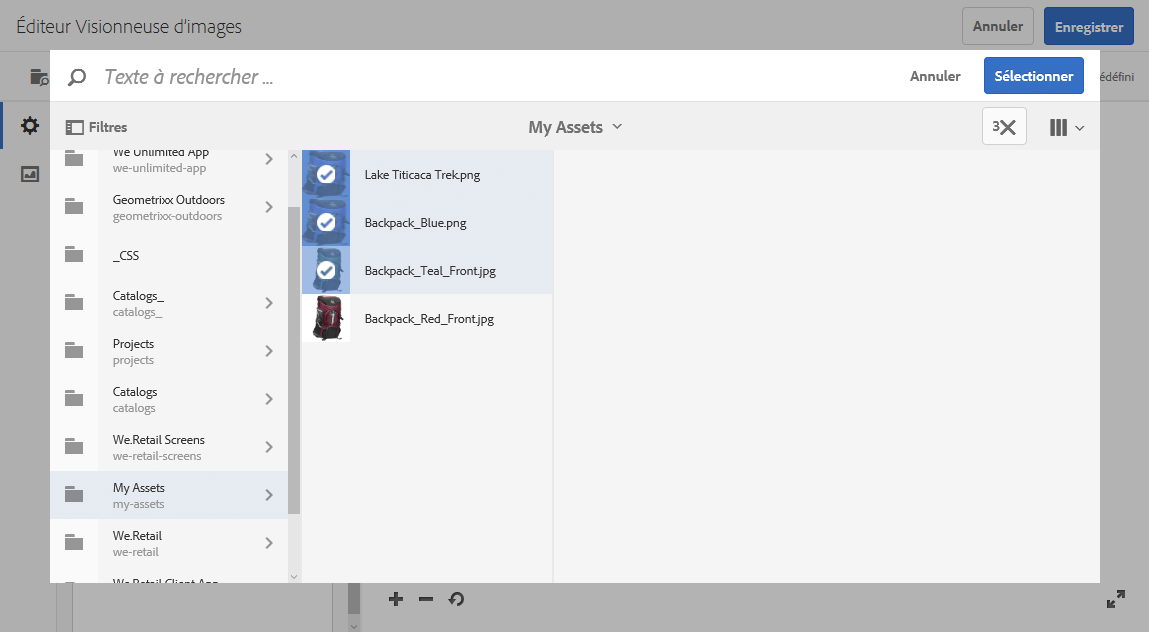 Éditeur Visionneuse d'images
Annuler
Enregistrer
Texte à rechercher ...
Annuler
Sélectionner
édéfini
Filtres
My Assets
3
We Unlimited App
we-unlimited-app
Geometrixx Outdoors
geometrixx-outdoors
_CSS
Catalogs_
catalogs_
Projects
projects
Catalogs
catalogs
We.Retail Screens
we-retail-screens
My Assets
my-assets
We.Retail
we-retail
We.Retail Client App
Lake Titicaca Trek.png
Backpack_Blue.png
Backpack_Teal_Front.jpg
Backpack_Red_Front.jpg